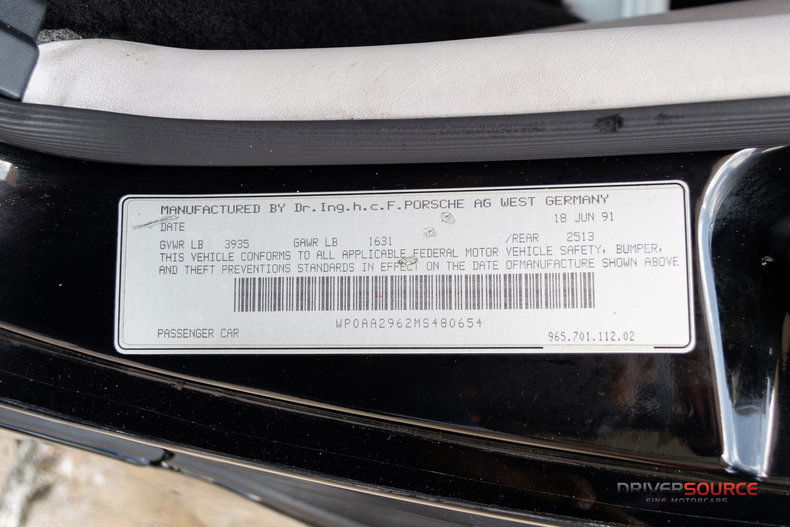 MANUFACTURED BY Dr.Ing.h.c.F.PORSCHE AG WEST GERMANY
DATE 18 JUN 91
GVWR LB 3935 GAWR LB 1631 /REAR 2513
THIS VEHICLE CONFORMS TO ALL APPLICABLE FEDERAL MOTOR VEHICLE SAFETY, BUMPER,
AND THEFT PREVENTIONS STANDARDS IN EFFECT ON THE DATE OFMANUFACTURE SHOWN ABOVE
WP0AA2962MS480654
PASSENGER CAR 965.701.112.02
DRIVERSOURCE
FINE MOTORCARS